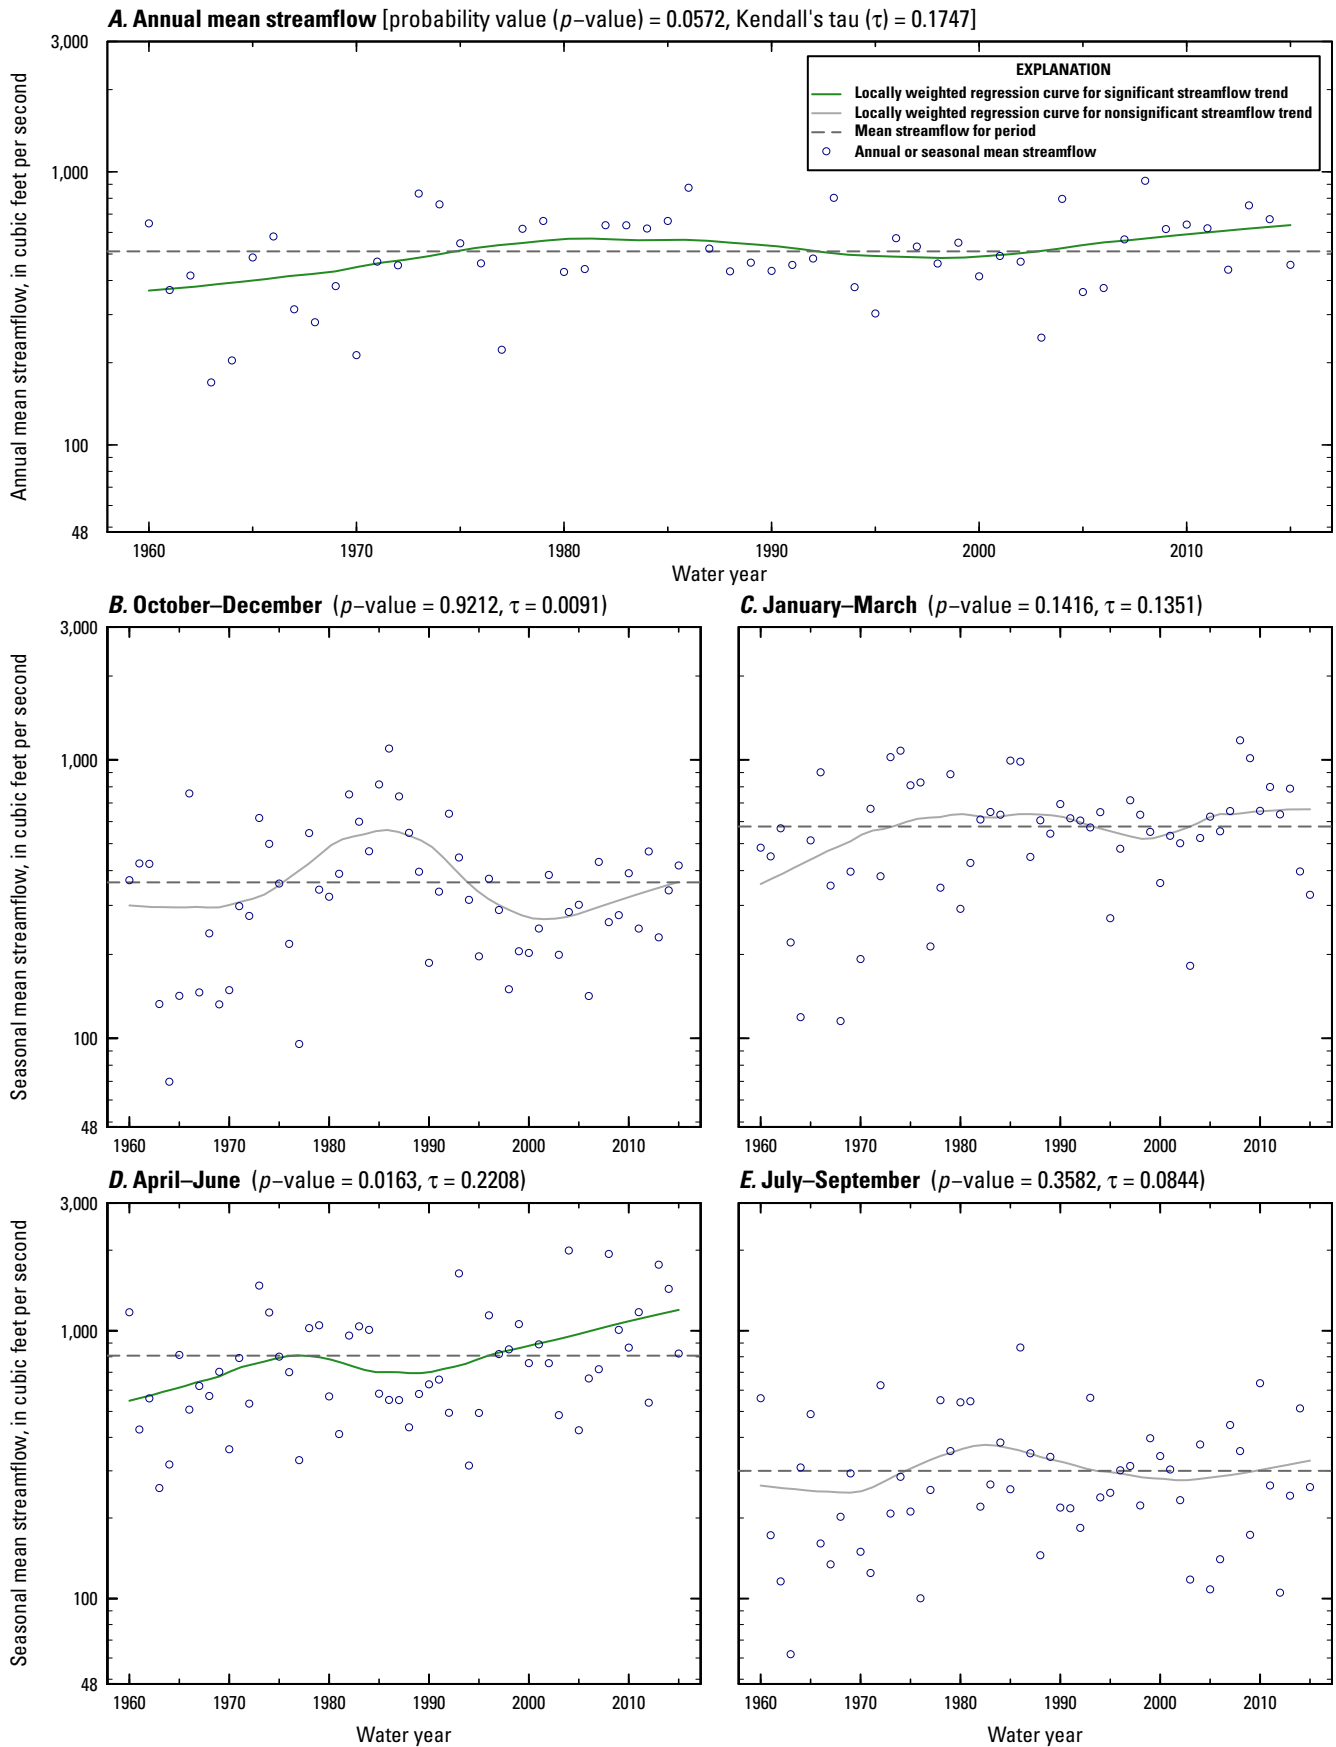 A. Annual mean streamflow [probability value (p–value) = 0.0572, Kendall's tau (τ) = 0.1747]
Annual mean streamflow, in cubic feet per second
3,000
1,000
100
48
EXPLANATION
Locally weighted regression curve for significant streamflow trend
Locally weighted regression curve for nonsignificant streamflow trend
Mean streamflow for period
Annual or seasonal mean streamflow
1960 1970 1980 1990 2000 2010
Water year
B. October–December (p–value = 0.9212, τ = 0.0091)
Seasonal mean streamflow, in cubic feet per second
3,000
1,000
100
48
1960 1970 1980 1990 2000 2010
C. January–March (p–value = 0.1416, τ = 0.1351)
1960 1970 1980 1990 2000 2010
D. April–June (p–value = 0.0163, τ = 0.2208)
Seasonal mean streamflow, in cubic feet per second
3,000
1,000
100
48
1960 1970 1980 1990 2000 2010
Water year
E. July–September (p–value = 0.3582, τ = 0.0844)
1960 1970 1980 1990 2000 2010
Water year